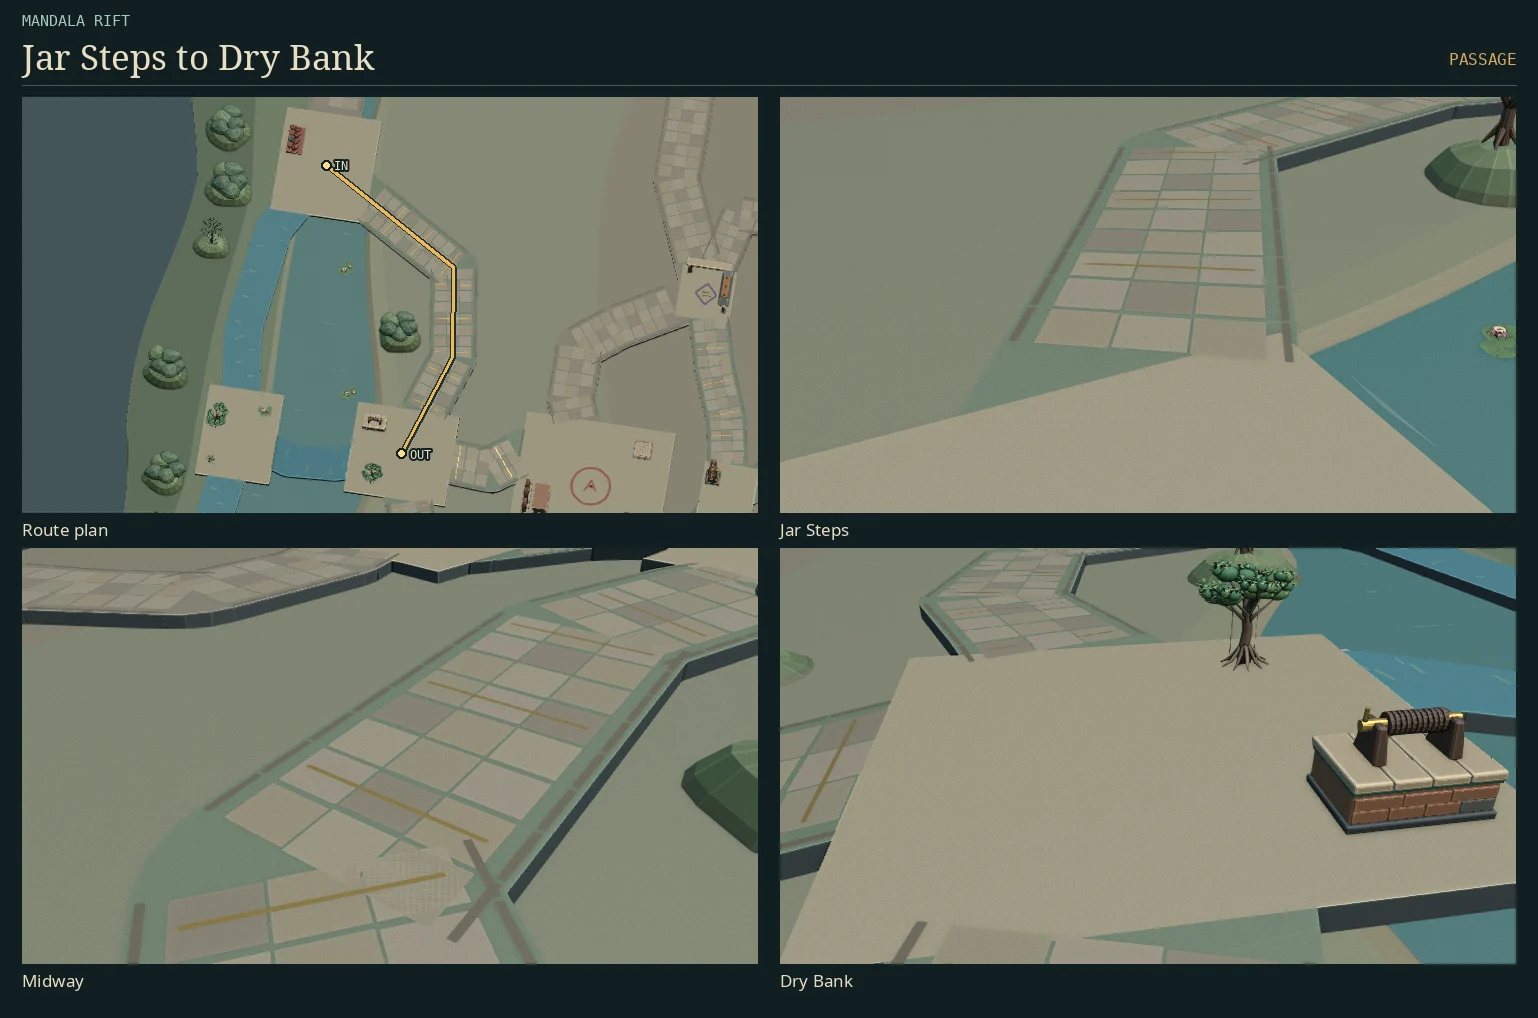 MANDALA RIFT
Jar Steps to Dry Bank
PASSAGE
IN
OUT
Route plan
Jar Steps
Midway
Dry Bank